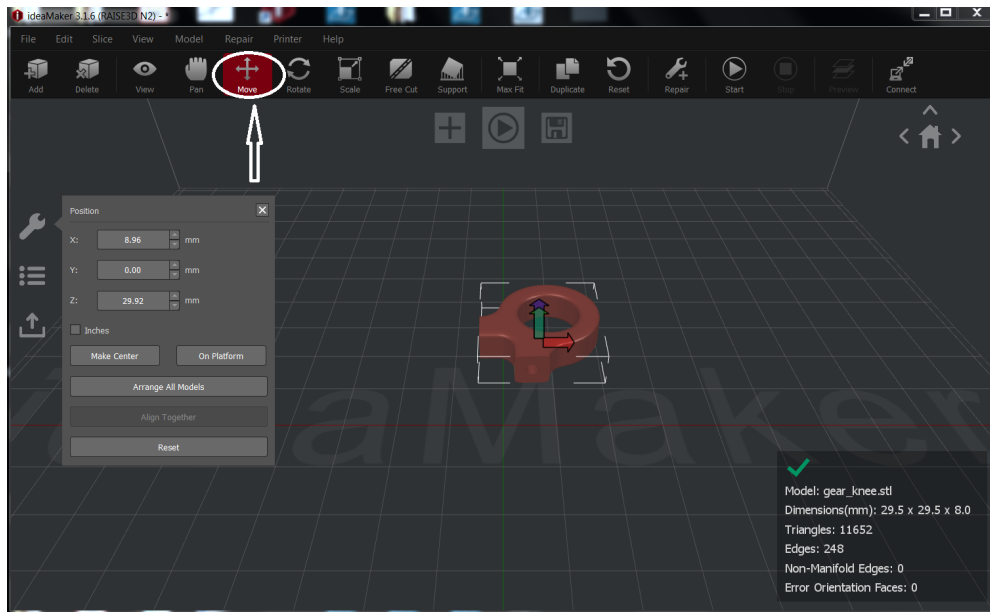 ideaMaker 3.1.6 (RAISE3D N2) - *
File Edit Slice View Model Repair Printer Help
Add Delete View Pan Move Rotate Scale Free Cut Support Max Fit Duplicate Reset Repair Start Stop Preview Connect
Position
X: 8.96 mm
Y: 0.00 mm
Z: 29.92 mm
Inches
Make Center On Platform
Arrange All Models
Align Together
Reset
ideaMaker
Model: gear_knee.stl
Dimensions(mm): 29.5 x 29.5 x 8.0
Triangles: 11652
Edges: 248
Non-Manifold Edges: 0
Error Orientation Faces: 0